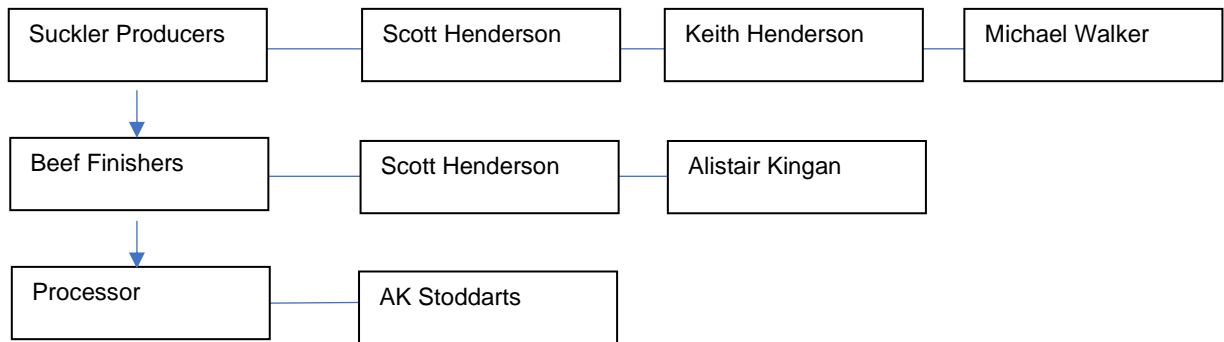 Suckler Producers
Scott Henderson
Keith Henderson
Michael Walker
Beef Finishers
Scott Henderson
Alistair Kingan
Processor
AK Stoddarts